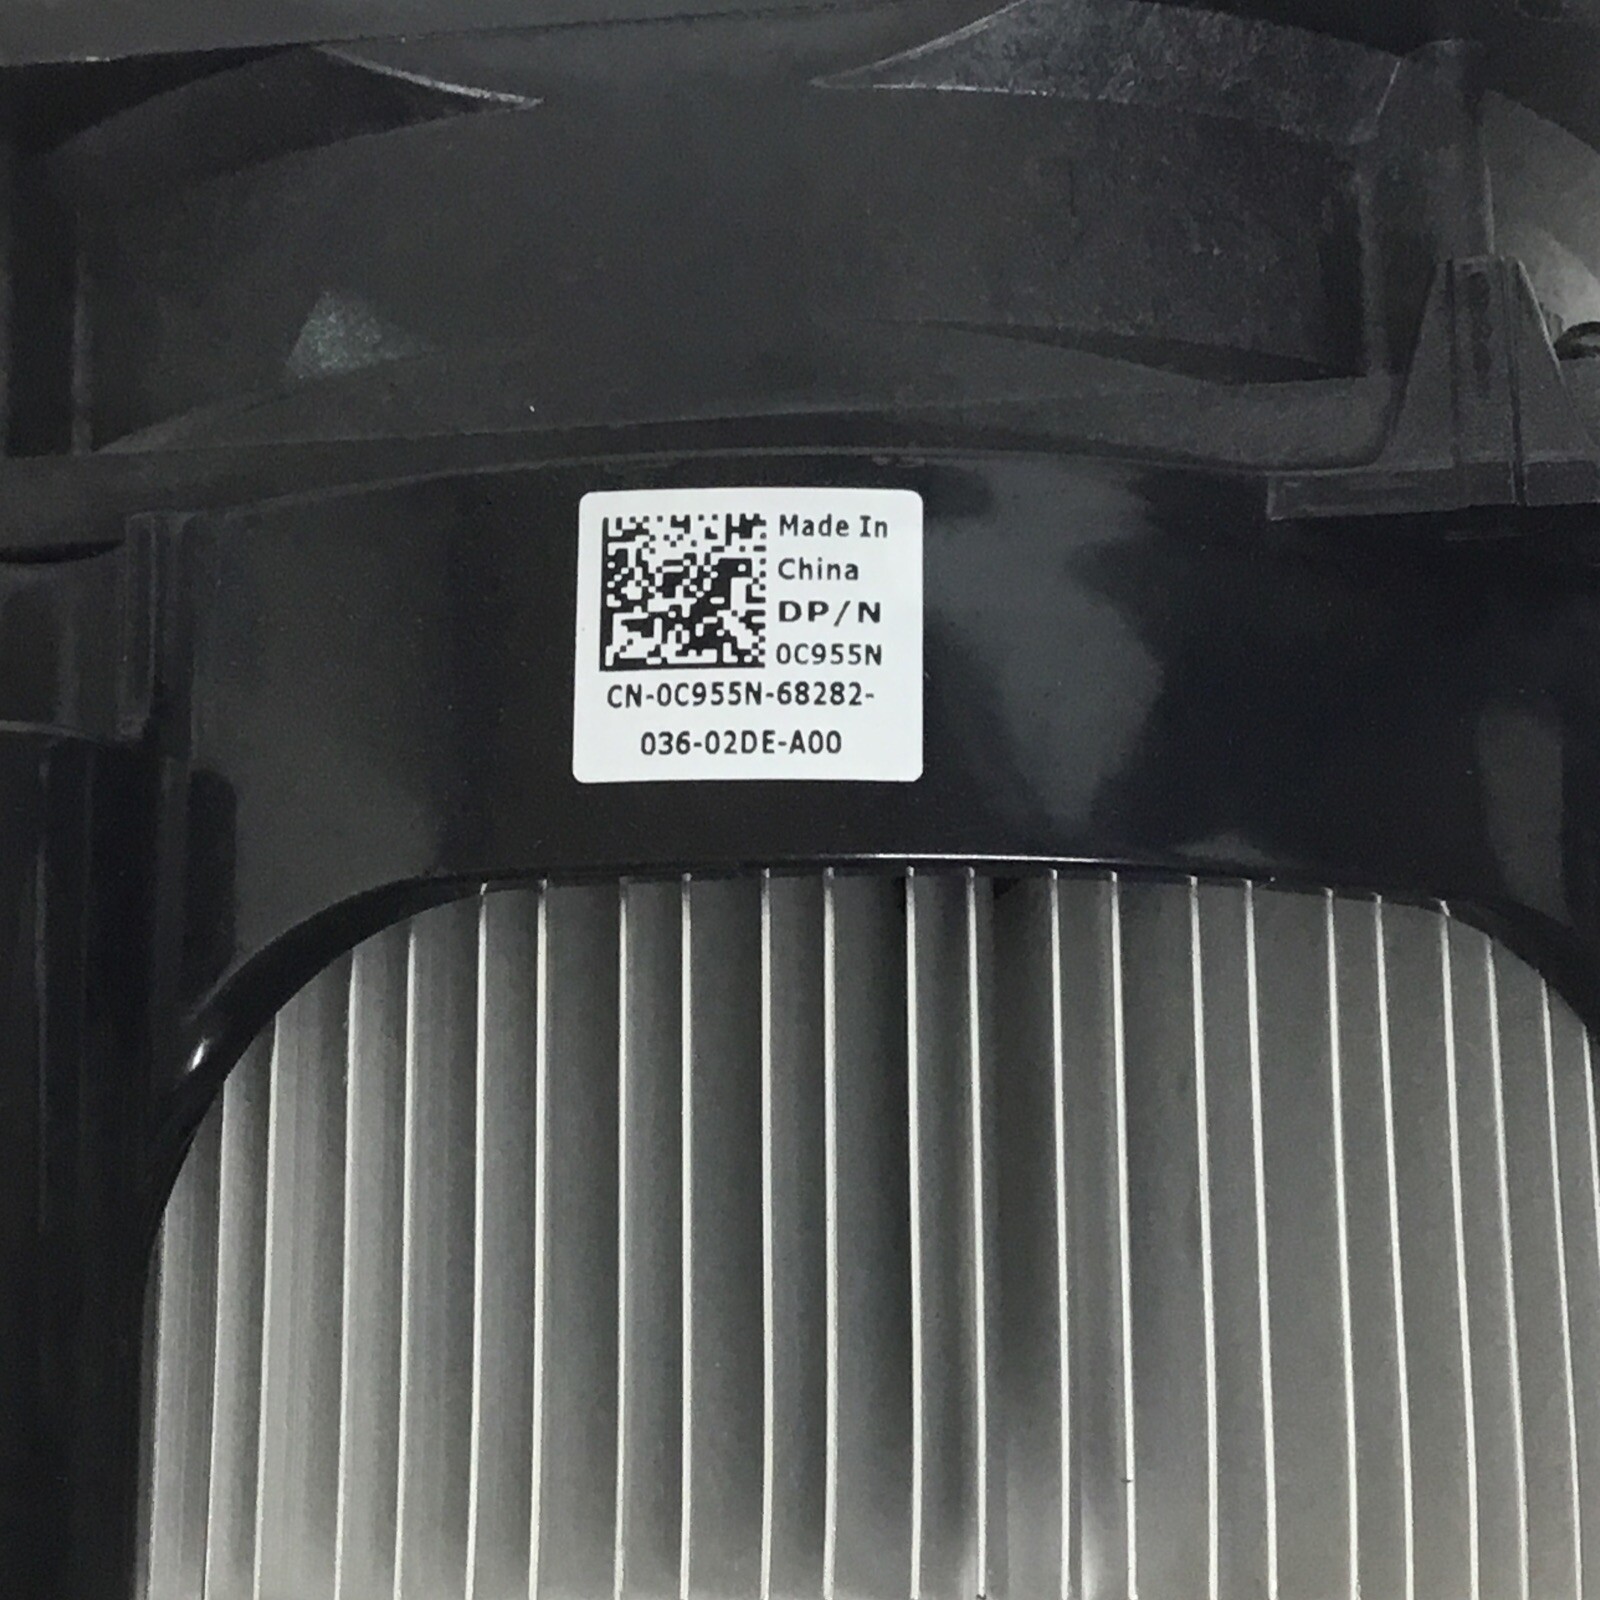 Made In
China
DP/N
0C955N
CN-0C955N-68282-
036-02DE-A00